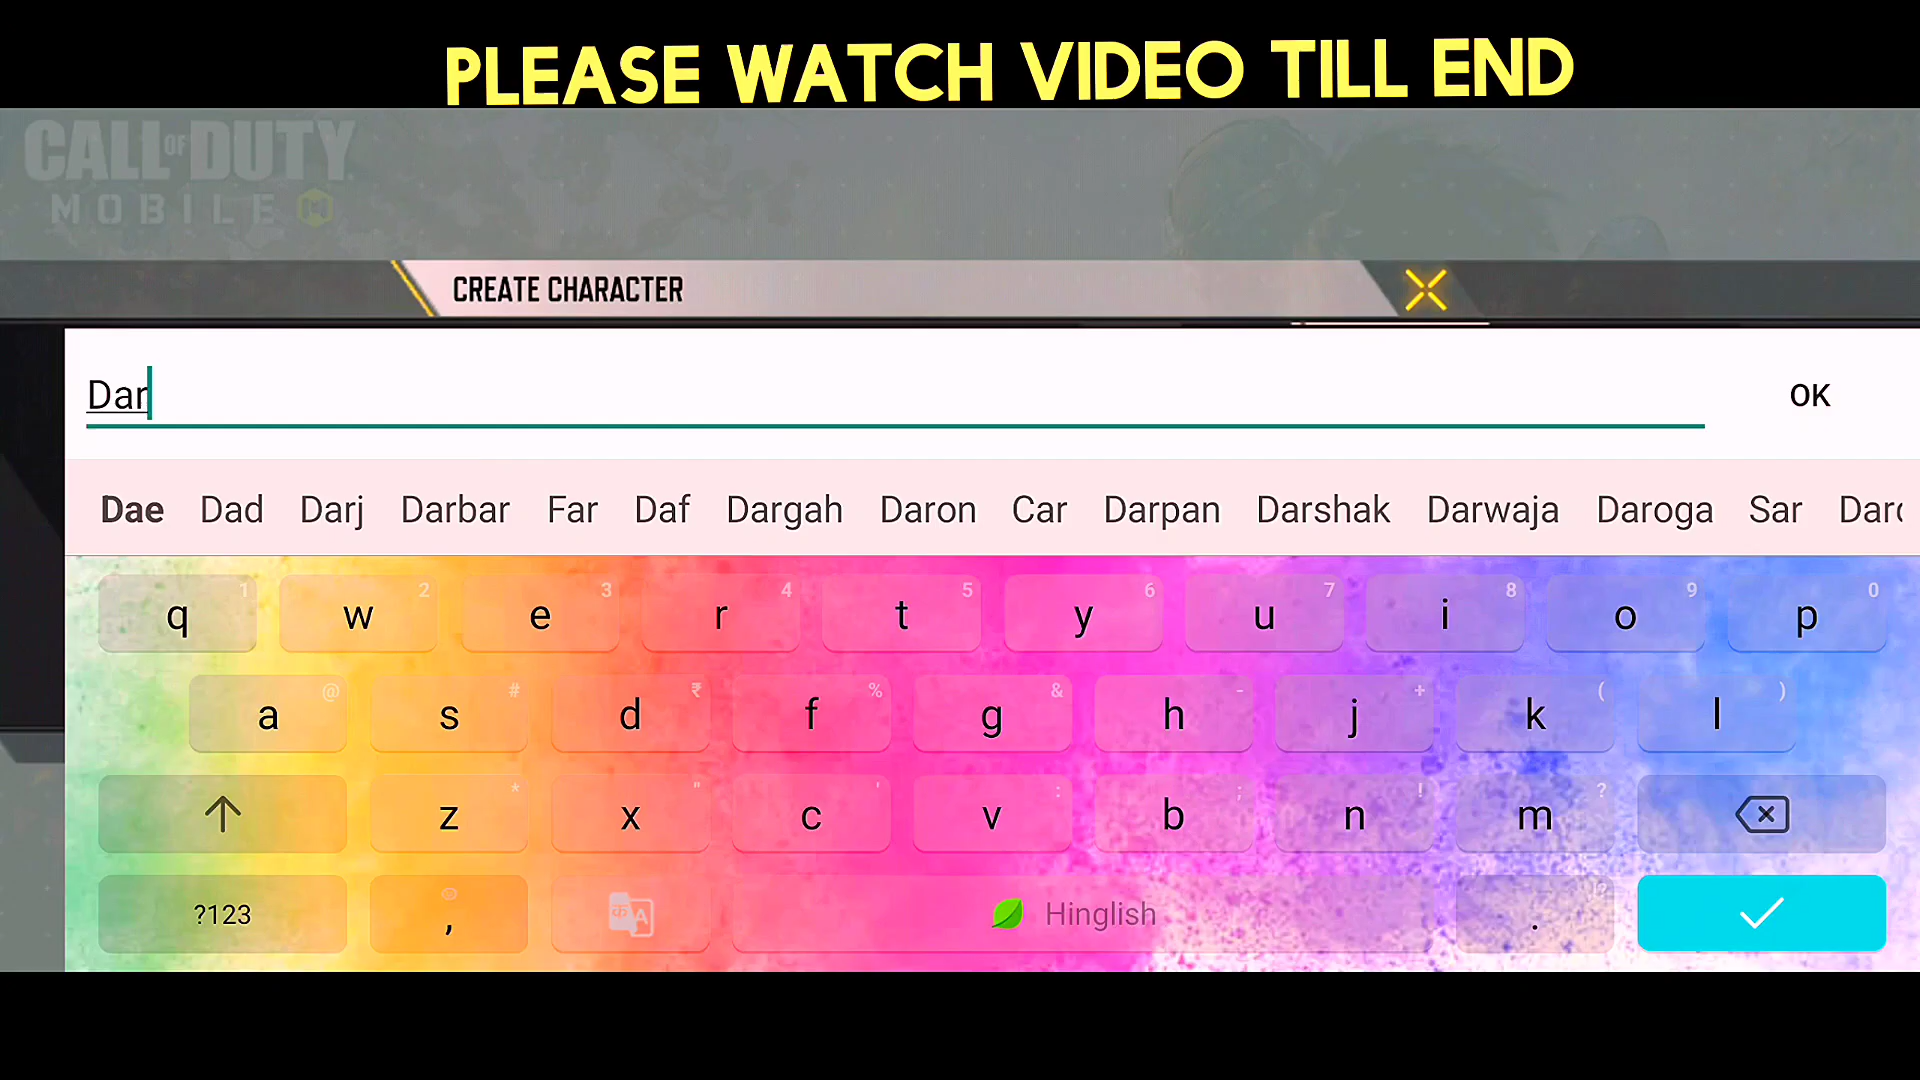 PLEASE WATCH VIDEO TILL END
CALL OF DUTY
MOBILE
CREATE CHARACTER
Dar
OK
Dae Dad Darj Darbar Far Daf Dargah Daron Car Darpan Darshak Darwaja Daroga Sar
q 1 w 2 e 3 r 4 t 5 y 6 u 7 i 8 o 9 p 0
a @ s # d ₹ f % g & h - j + k ( l )
z * x " c ' v : b ; n ! m ?
?123 , क A Hinglish .